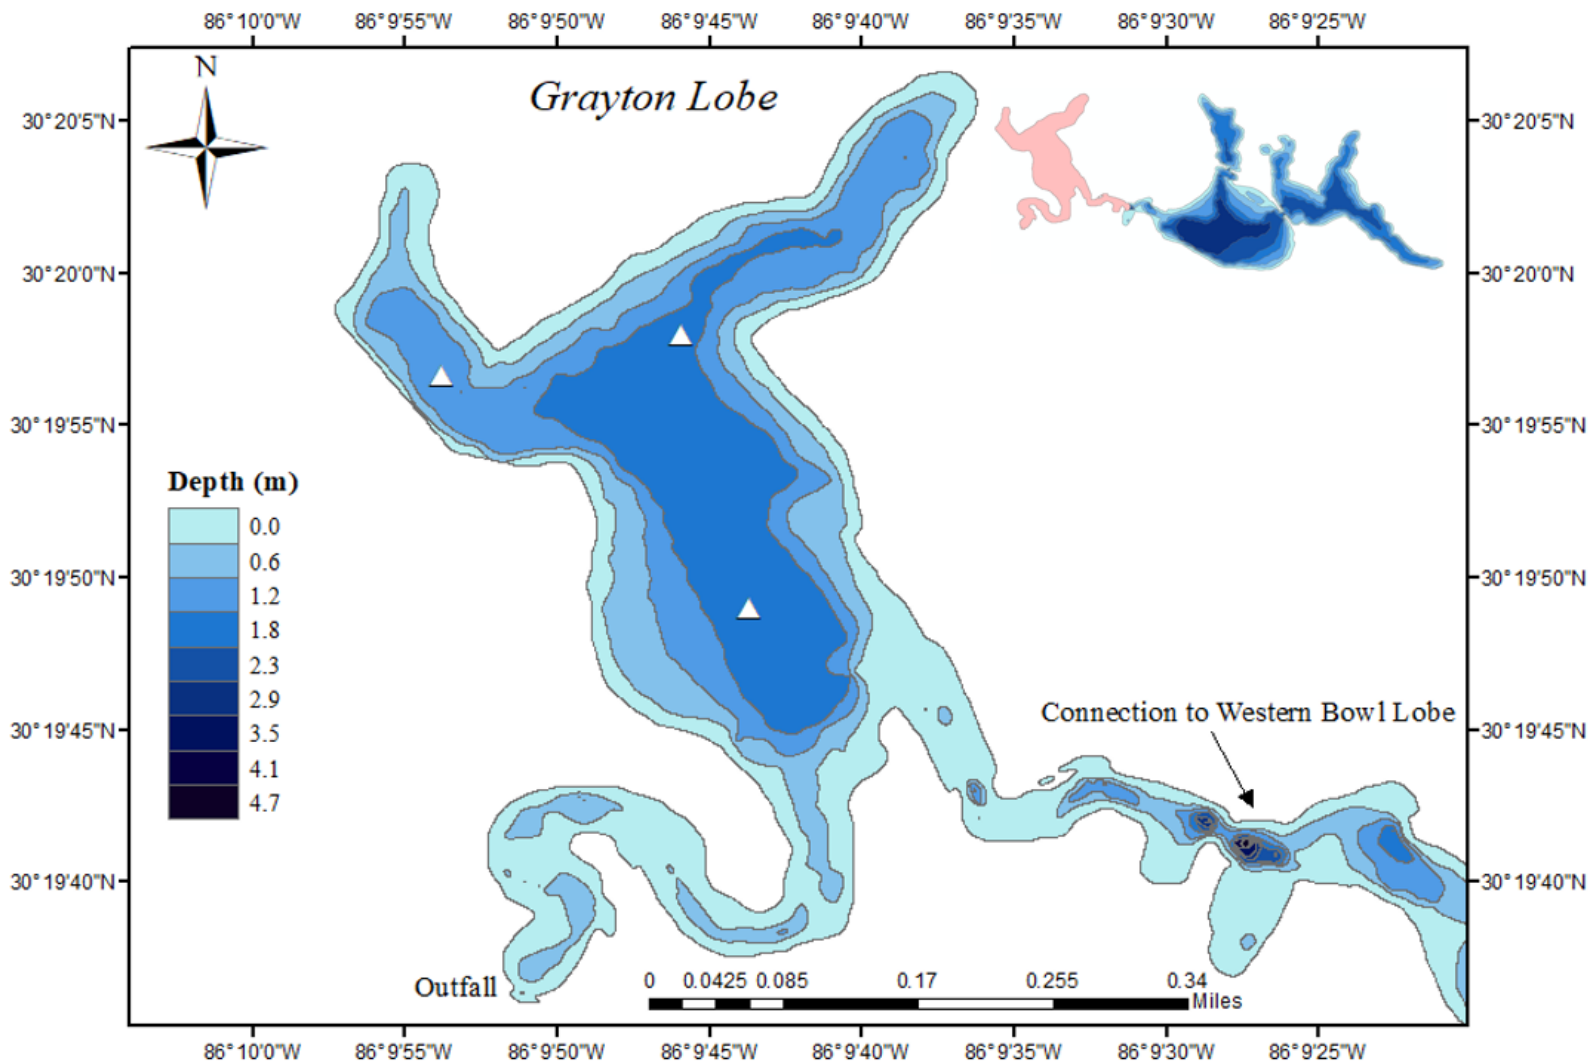 86°10'0"W 86°9'55"W 86°9'50"W 86°9'45"W 86°9'40"W 86°9'35"W 86°9'30"W 86°9'25"W
N
Grayton Lobe
30°20'5"N 30°20'5"N
30°20'0"N 30°20'0"N
30°19'55"N 30°19'55"N
Depth (m)
0.0
0.6
30°19'50"N 30°19'50"N
1.2
1.8
2.3
2.9
Connection to Western Bowl Lobe
30°19'45"N 30°19'45"N
3.5
4.1
4.7
30°19'40"N 30°19'40"N
Outfall
0 0.0425 0.085 0.17 0.255 0.34
Miles
86°10'0"W 86°9'55"W 86°9'50"W 86°9'45"W 86°9'40"W 86°9'35"W 86°9'30"W 86°9'25"W